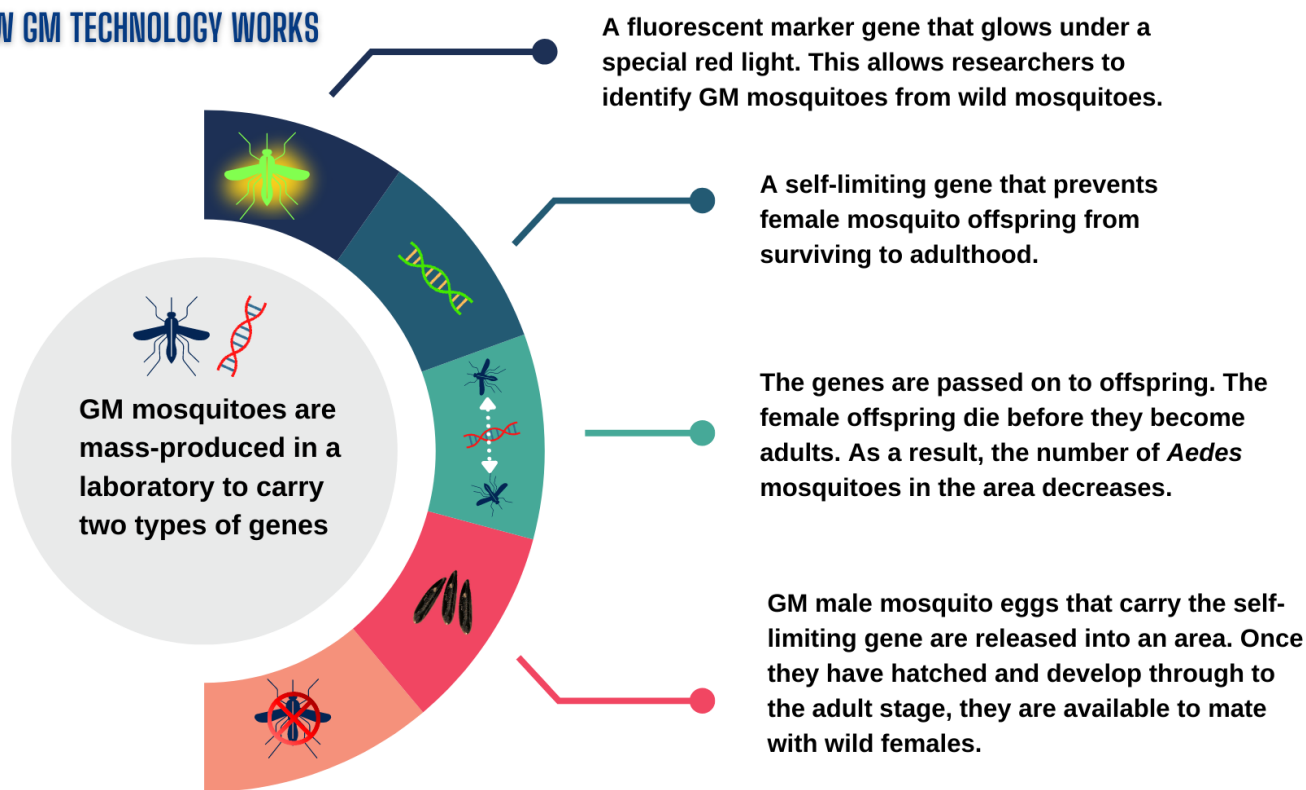 W GM TECHNOLOGY WORKS
A fluorescent marker gene that glows under a
special red light. This allows researchers to
identify GM mosquitoes from wild mosquitoes.
A self-limiting gene that prevents
female mosquito offspring from
surviving to adulthood.
GM mosquitoes are
mass-produced in a
laboratory to carry
two types of genes
The genes are passed on to offspring. The
female offspring die before they become
adults. As a result, the number of Aedes
mosquitoes in the area decreases.
GM male mosquito eggs that carry the self-
limiting gene are released into an area. Once
they have hatched and develop through to
the adult stage, they are available to mate
with wild females.